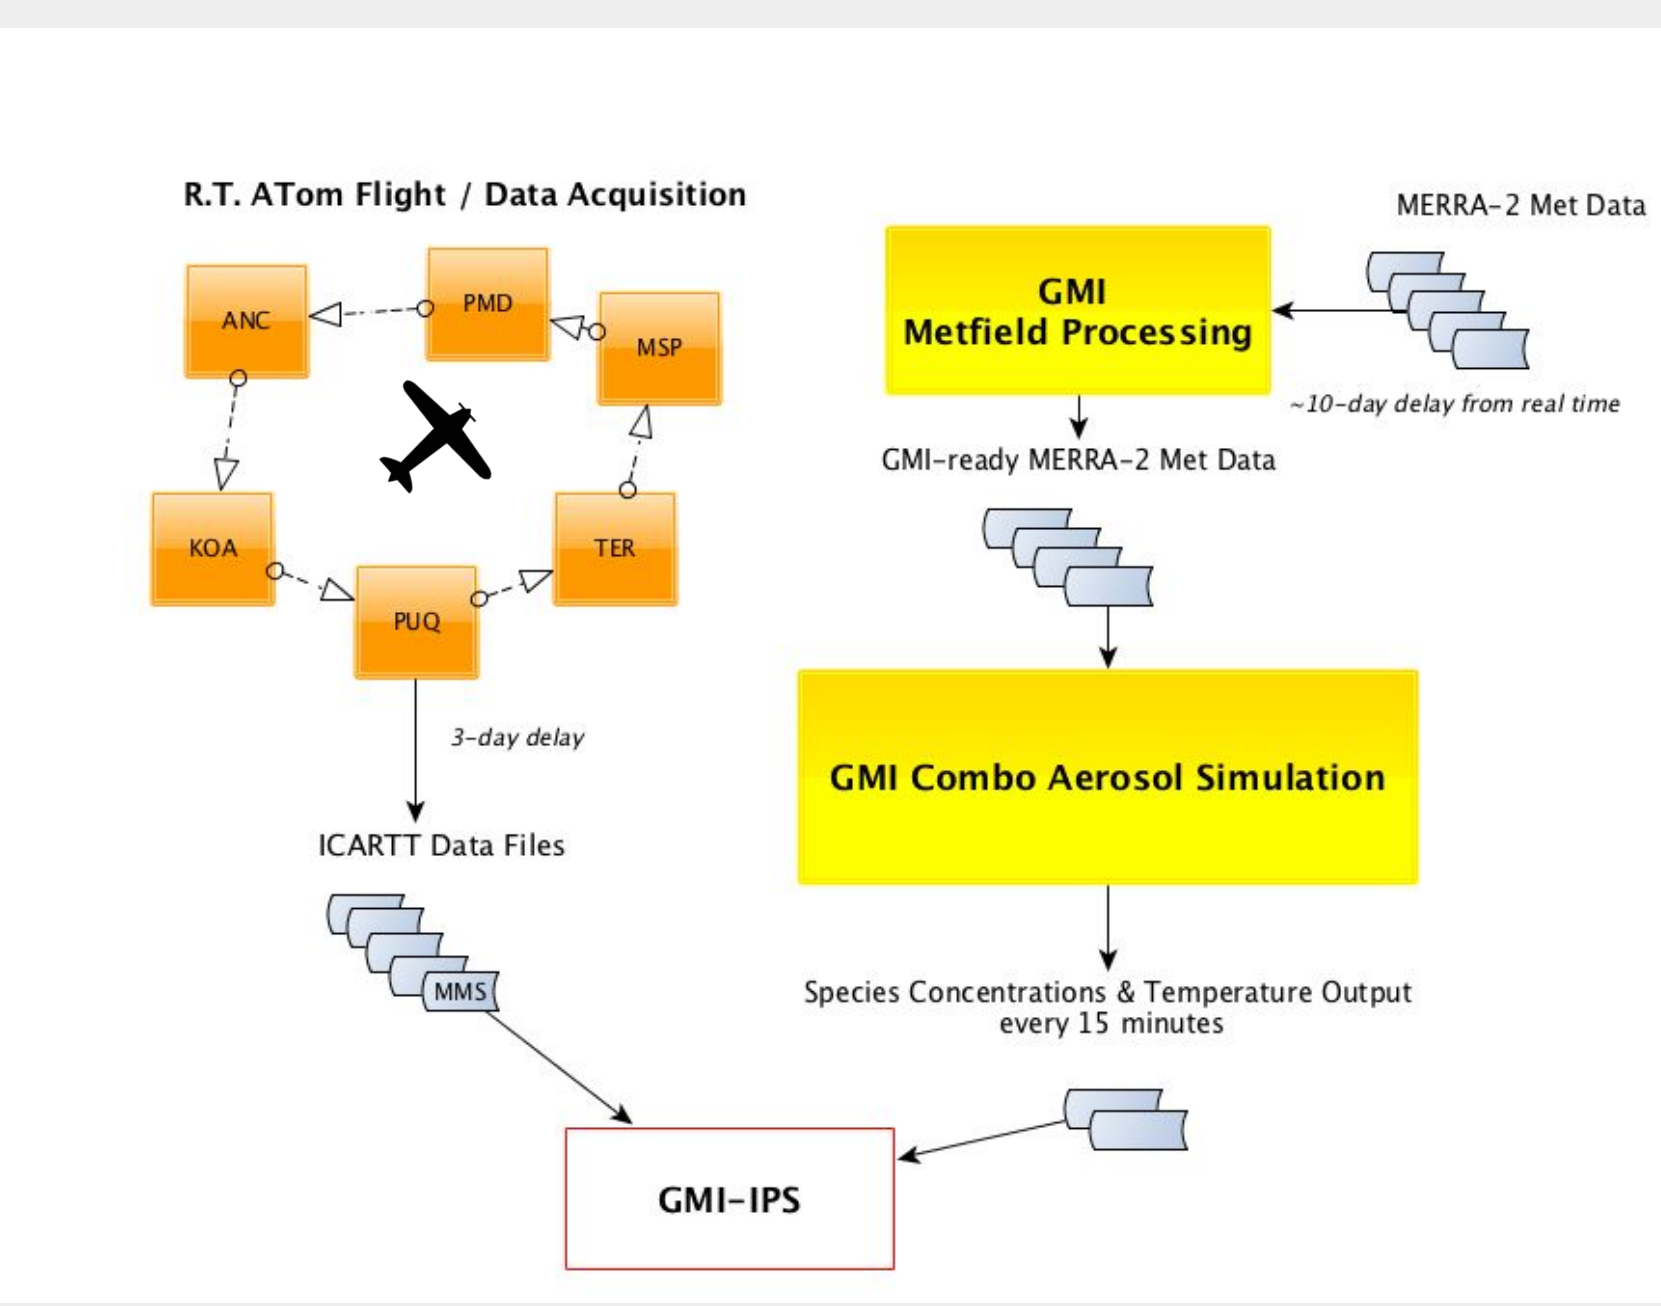 R.T. ATom Flight / Data Acquisition
ANC
PMD
MSP
KOA
PUQ
TER
3-day delay
ICARTT Data Files
MMS
MERRA-2 Met Data
GMI
Metfield Processing
~10-day delay from real time
GMI-ready MERRA-2 Met Data
GMI Combo Aerosol Simulation
Species Concentrations & Temperature Output
every 15 minutes
GMI-IPS